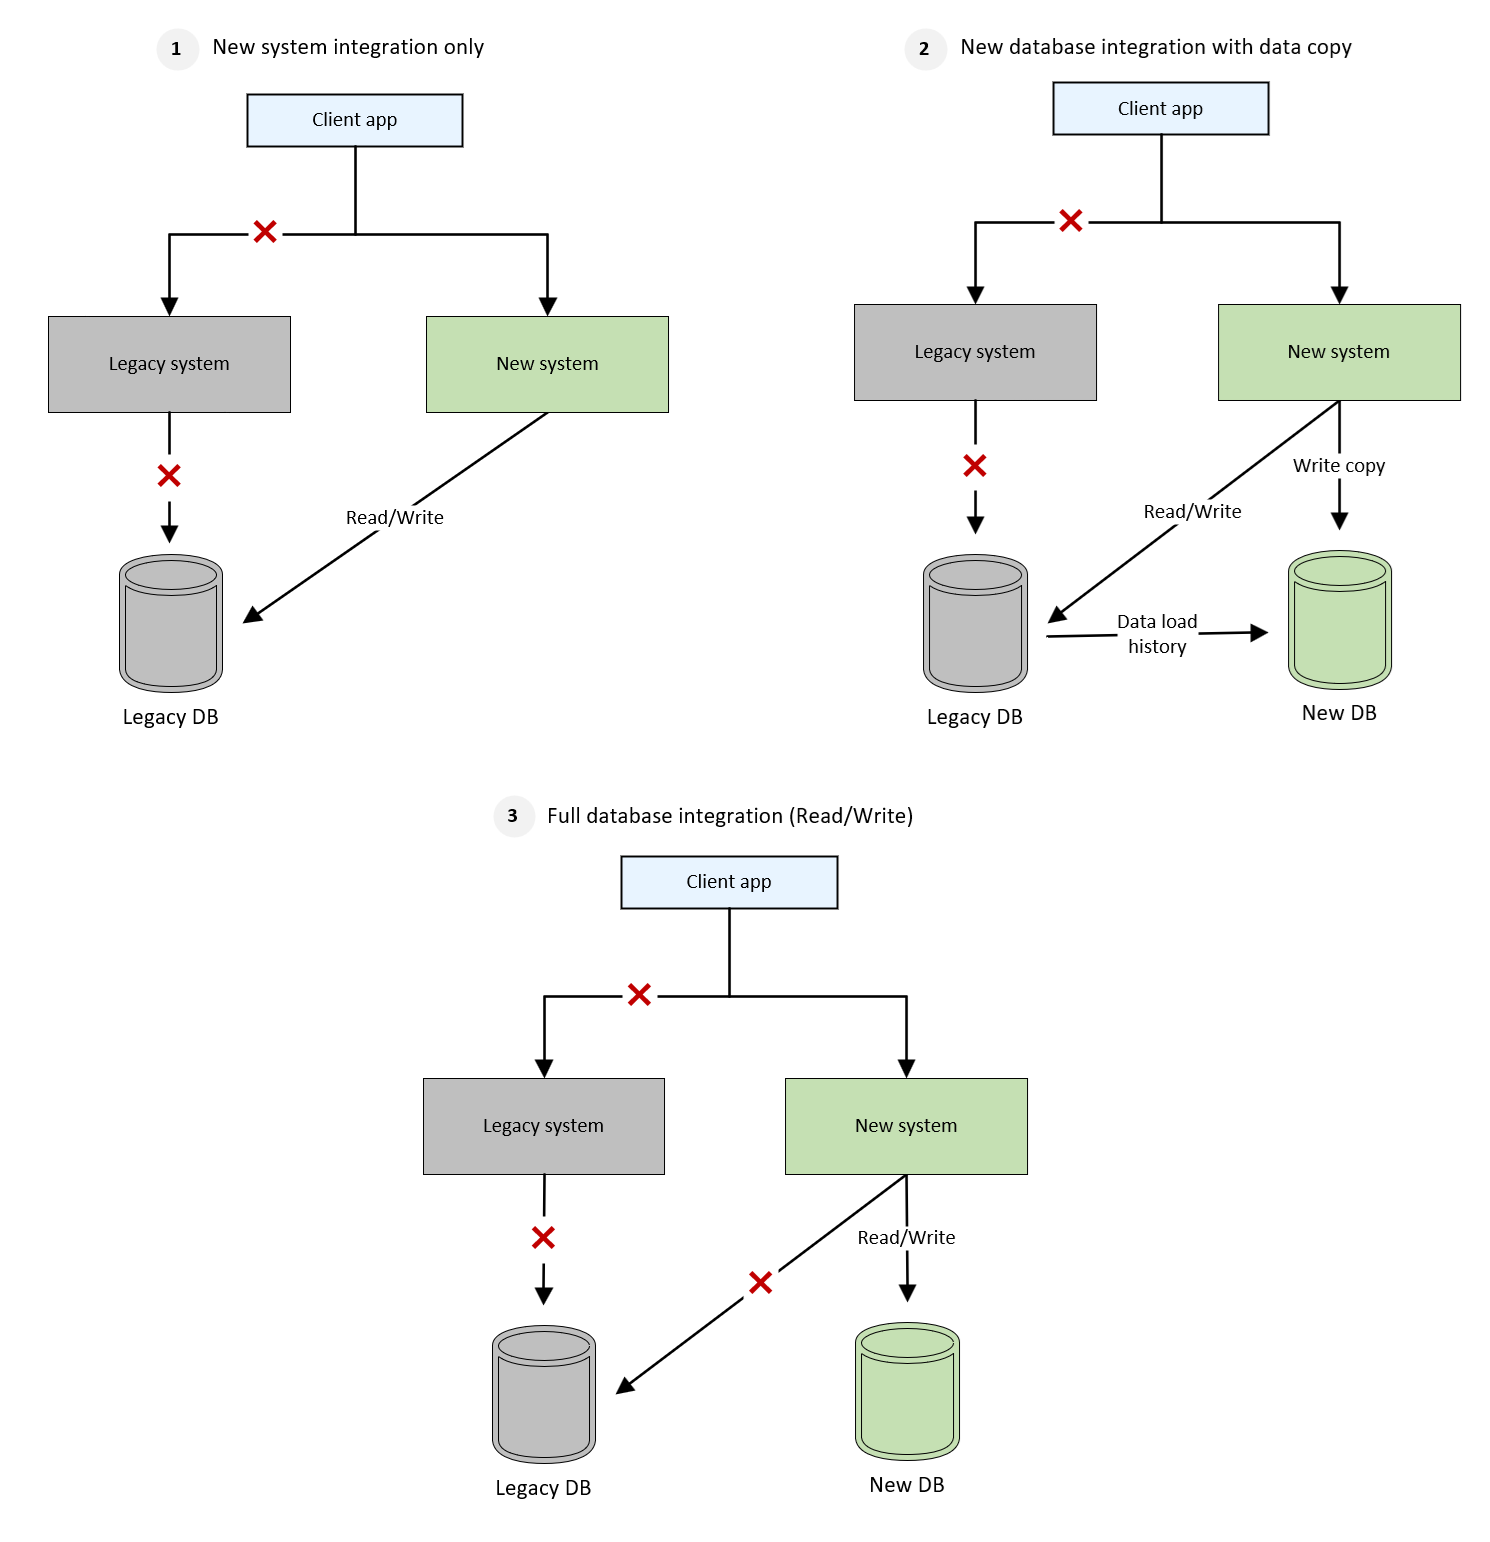 1 New system integration only
Client app
Legacy system
New system
Read/Write
Legacy DB
2 New database integration with data copy
Client app
Legacy system
New system
Write copy
Read/Write
Data load
history
Legacy DB
New DB
3 Full database integration (Read/Write)
Client app
Legacy system
New system
Read/Write
Legacy DB
New DB